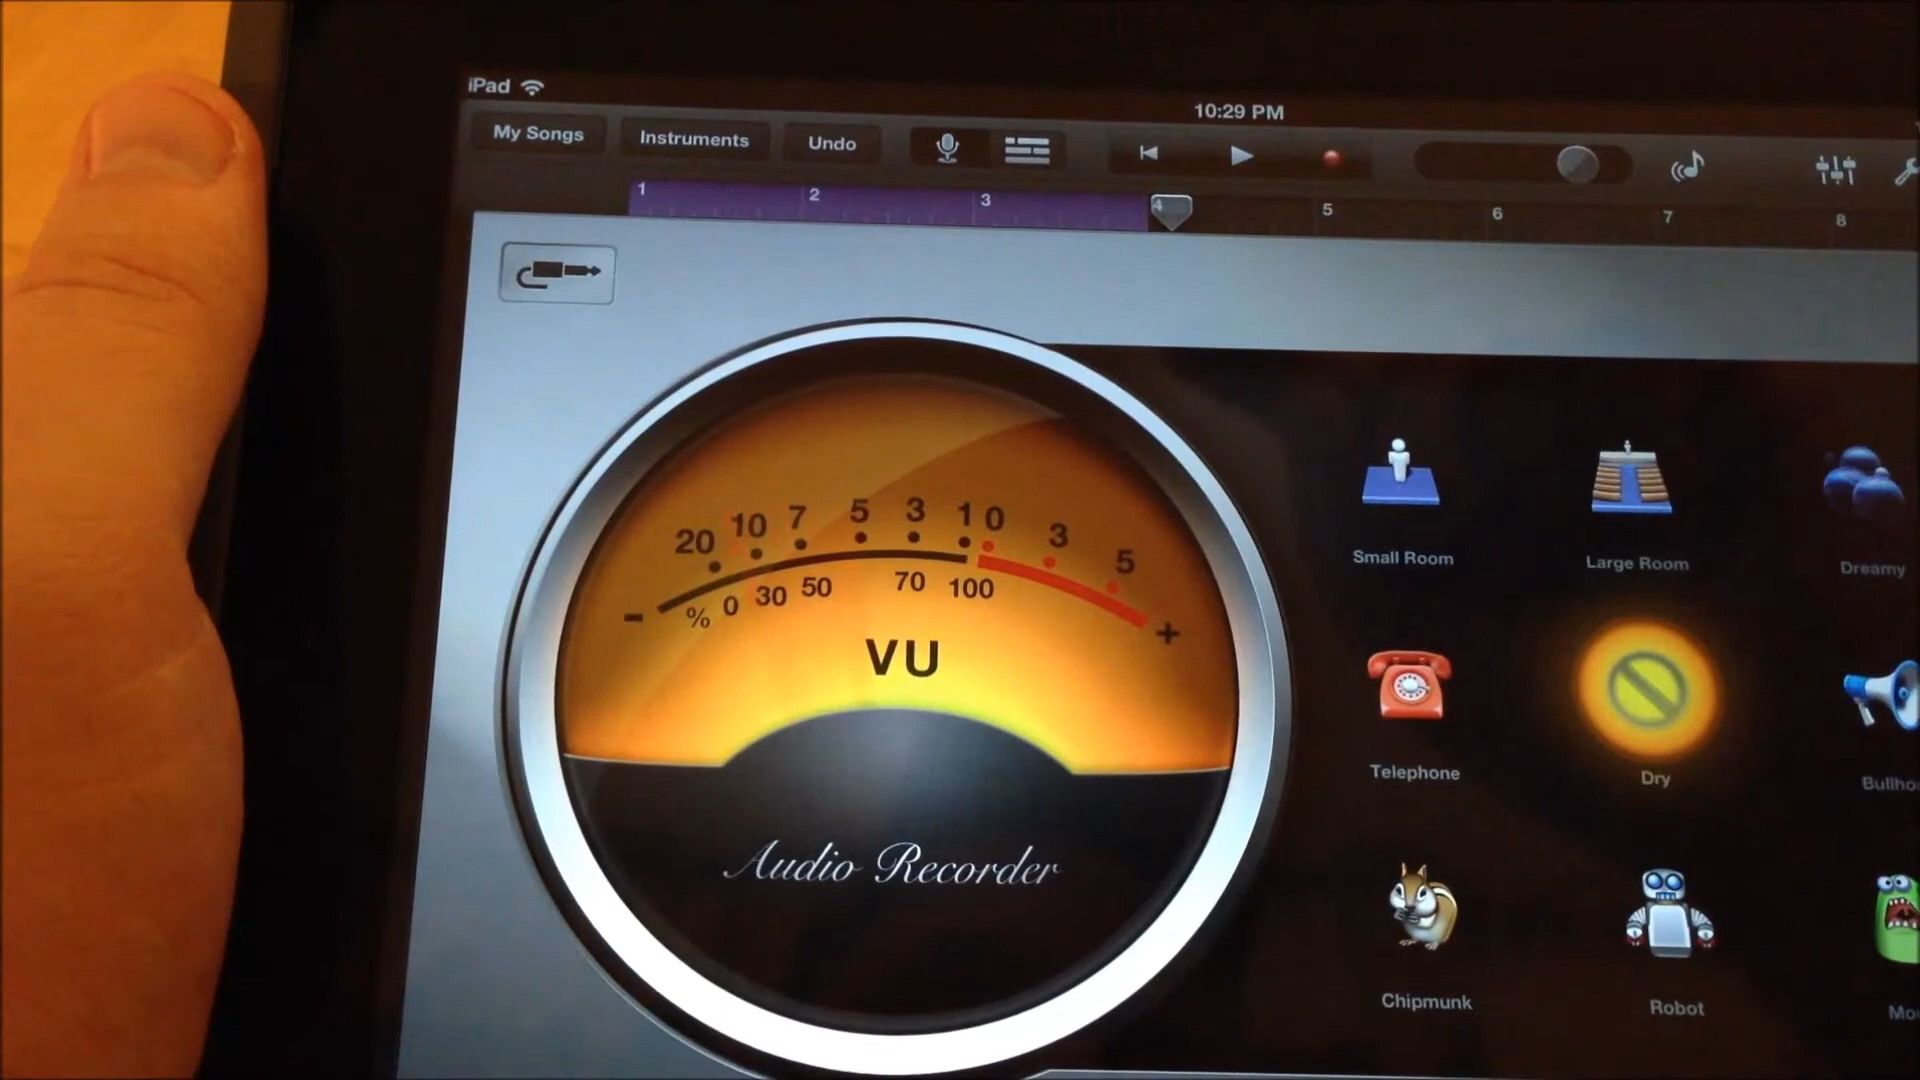 iPad
10:29 PM
My Songs
Instruments
Undo
1 2 3 4 5 6 7 8
20 10 7 5 3 1 0 3 5
- % 0 30 50 70 100 +
VU
Audio Recorder
Small Room
Large Room
Dreamy
Telephone
Dry
Bullho
Chipmunk
Robot
Mo